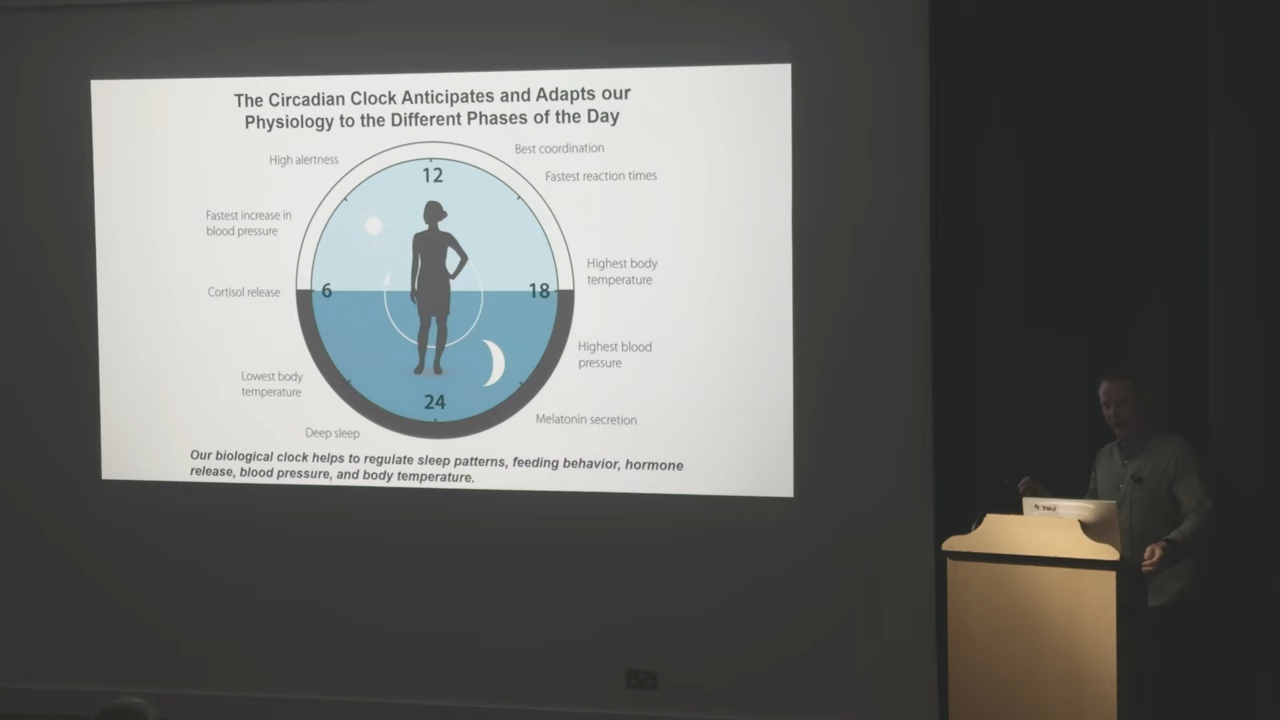 The Circadian Clock Anticipates and Adapts our
Physiology to the Different Phases of the Day
High alertness
Best coordination
Fastest reaction times
12
Fastest increase in
blood pressure
Highest body
temperature
Cortisol release
6
18
Highest blood
pressure
Lowest body
temperature
24
Melatonin secretion
Deep sleep
Our biological clock helps to regulate sleep patterns, feeding behavior, hormone
release, blood pressure, and body temperature.